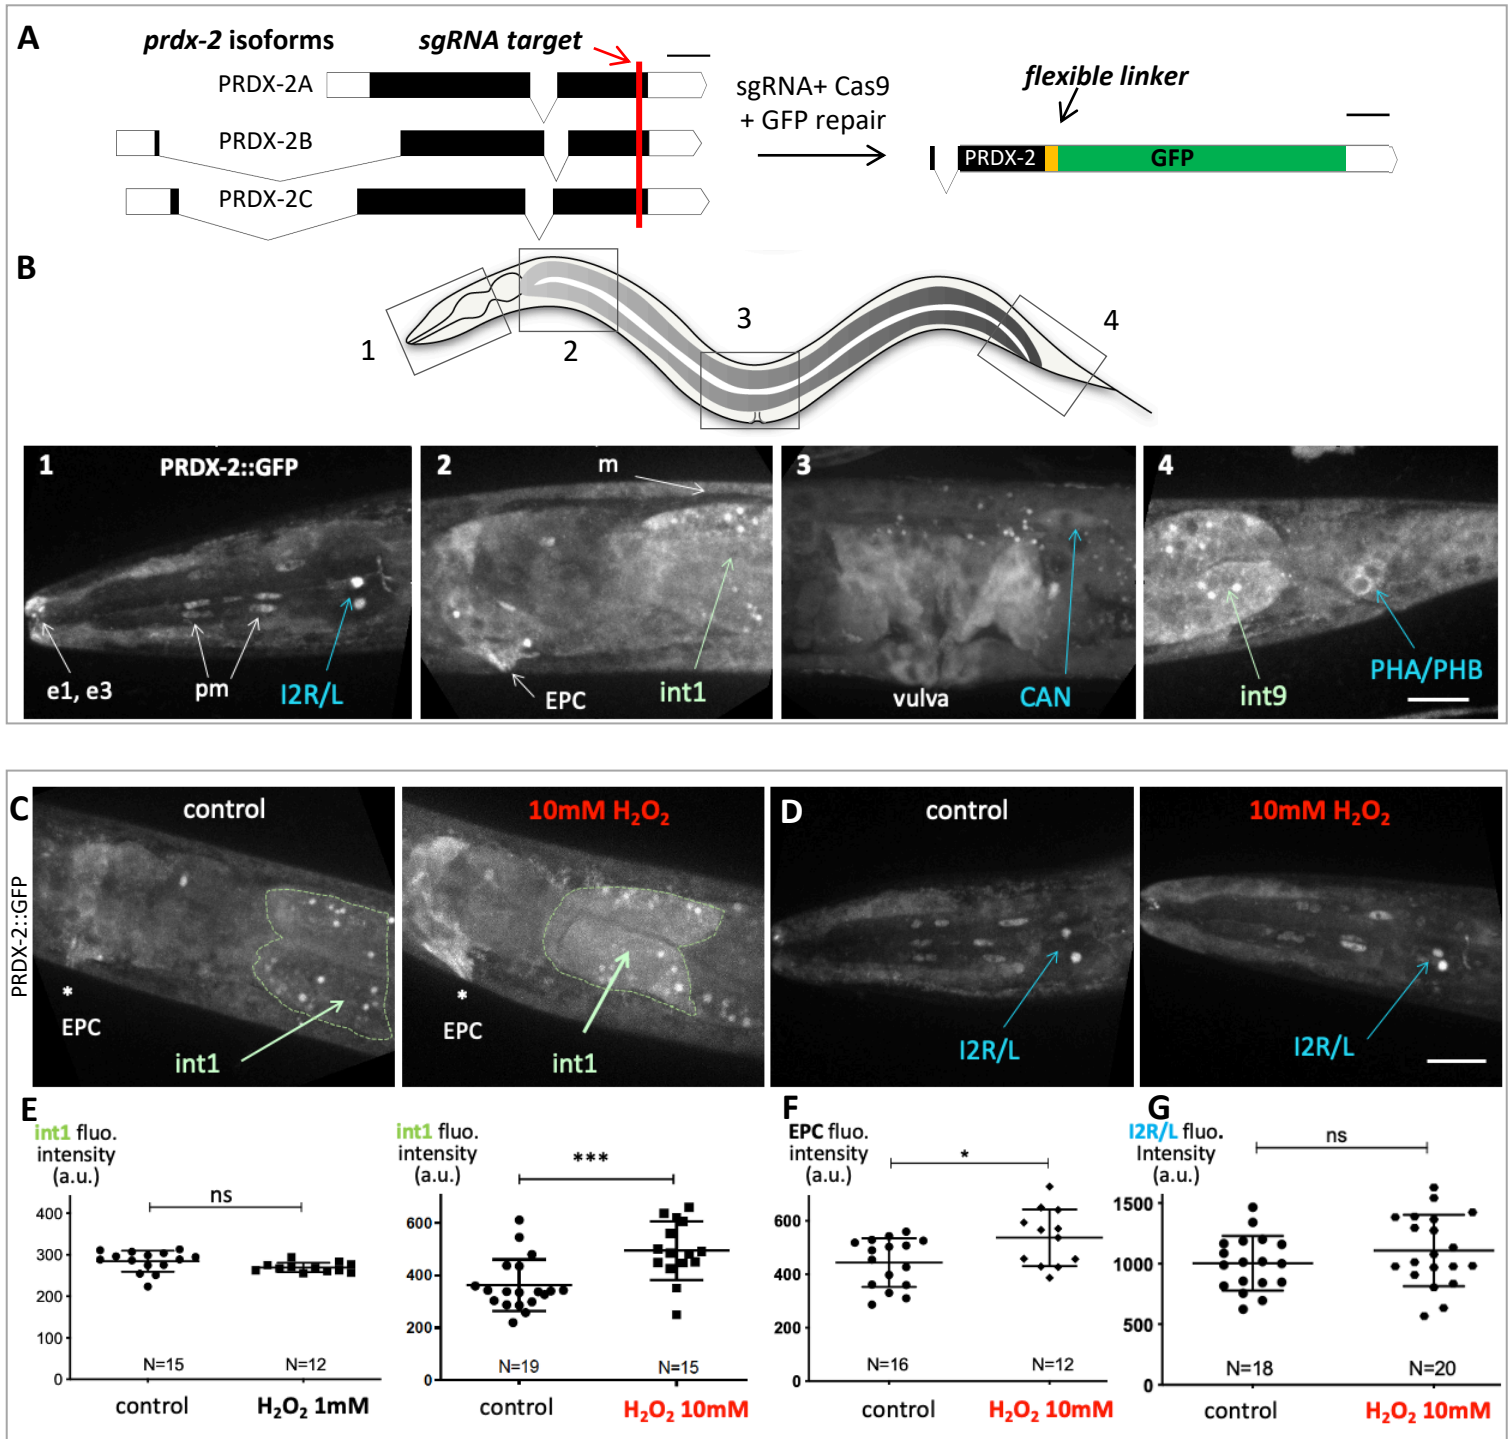 A
prdx-2 isoforms
sgRNA target
PRDX-2A
PRDX-2B
PRDX-2C
sgRNA+ Cas9
+ GFP repair
flexible linker
PRDX-2
GFP
B
1
2
3
4
1
PRDX-2::GFP
e1, e3
pm
I2R/L
2
m
EPC
int1
3
vulva
CAN
4
int9
PHA/PHB
PRDX-2::GFP
C
control
*
EPC
int1
10mM H₂O₂
*
EPC
int1
D
control
I2R/L
10mM H₂O₂
I2R/L
E
int1 fluo.
intensity
(a.u.)
ns
400
300
200
100
0
N=15
N=12
control
H₂O₂ 1mM
int1 fluo.
intensity
(a.u.)
***
600
400
200
0
N=19
N=15
control
H₂O₂ 10mM
F
EPC fluo.
intensity
(a.u.)
*
600
400
200
0
N=16
N=12
control
H₂O₂ 10mM
G
I2R/L fluo.
Intensity
(a.u.)
ns
1500
1000
500
0
N=18
N=20
control
H₂O₂ 10mM